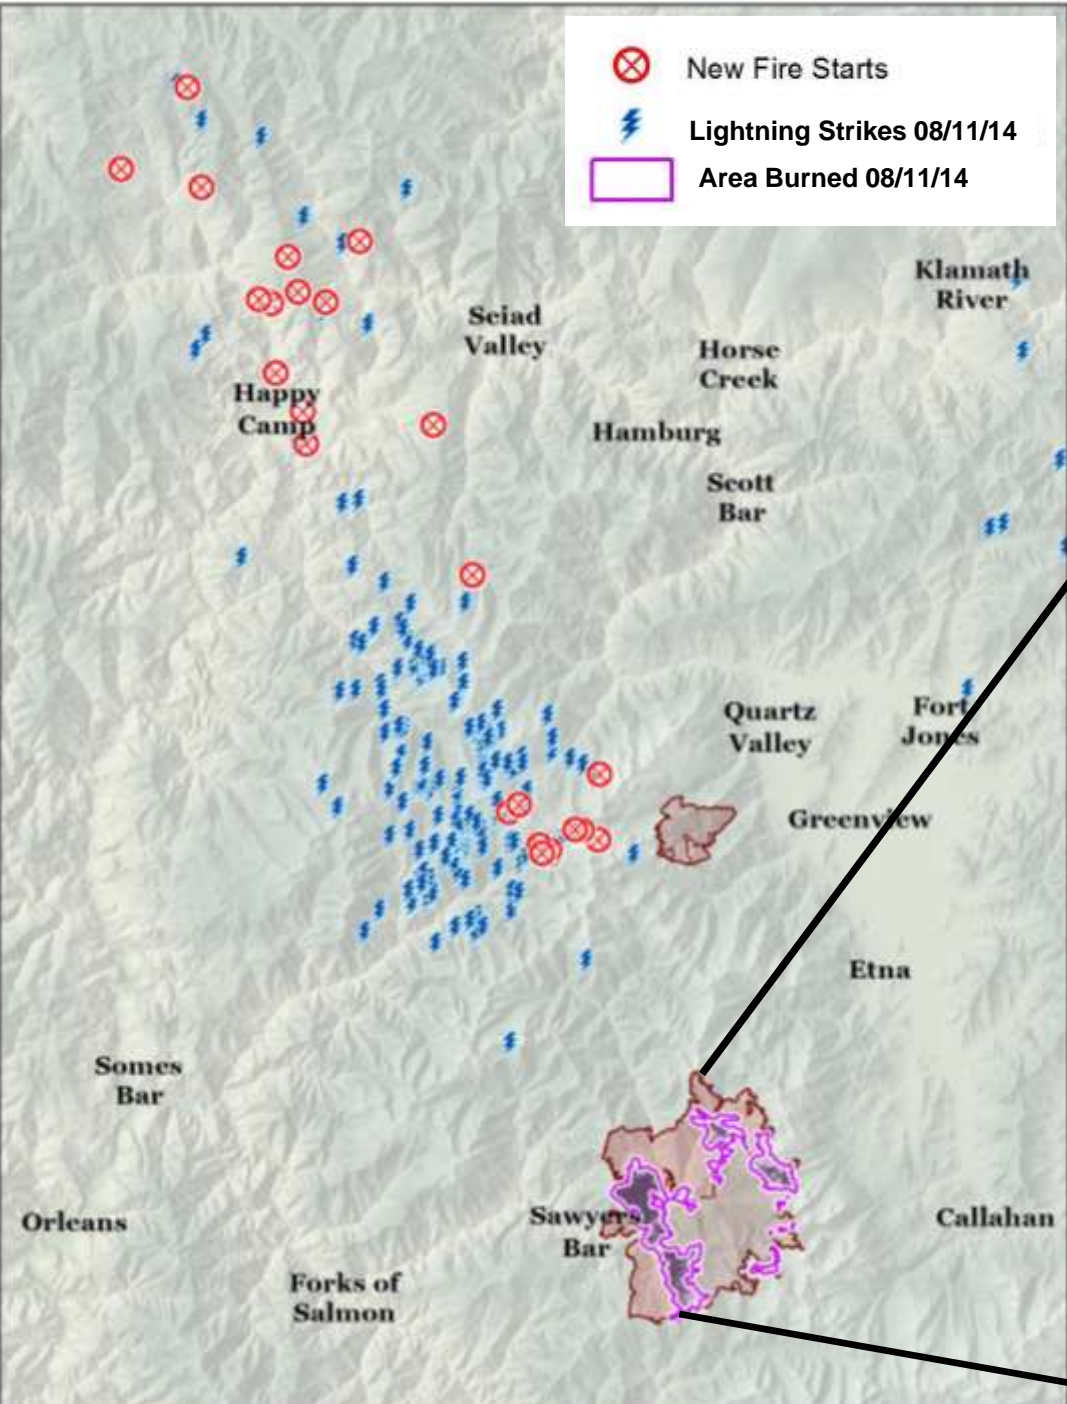 New Fire Starts
Lightning Strikes 08/11/14
Area Burned 08/11/14
Klamath
River
Seiad
Valley
Horse
Creek
Happy
Camp
Hamburg
Scott
Bar
Quartz
Valley
Fort
Jones
Greenview
Etna
Somes
Bar
Orleans
Sawyers
Bar
Callahan
Forks of
Salmon